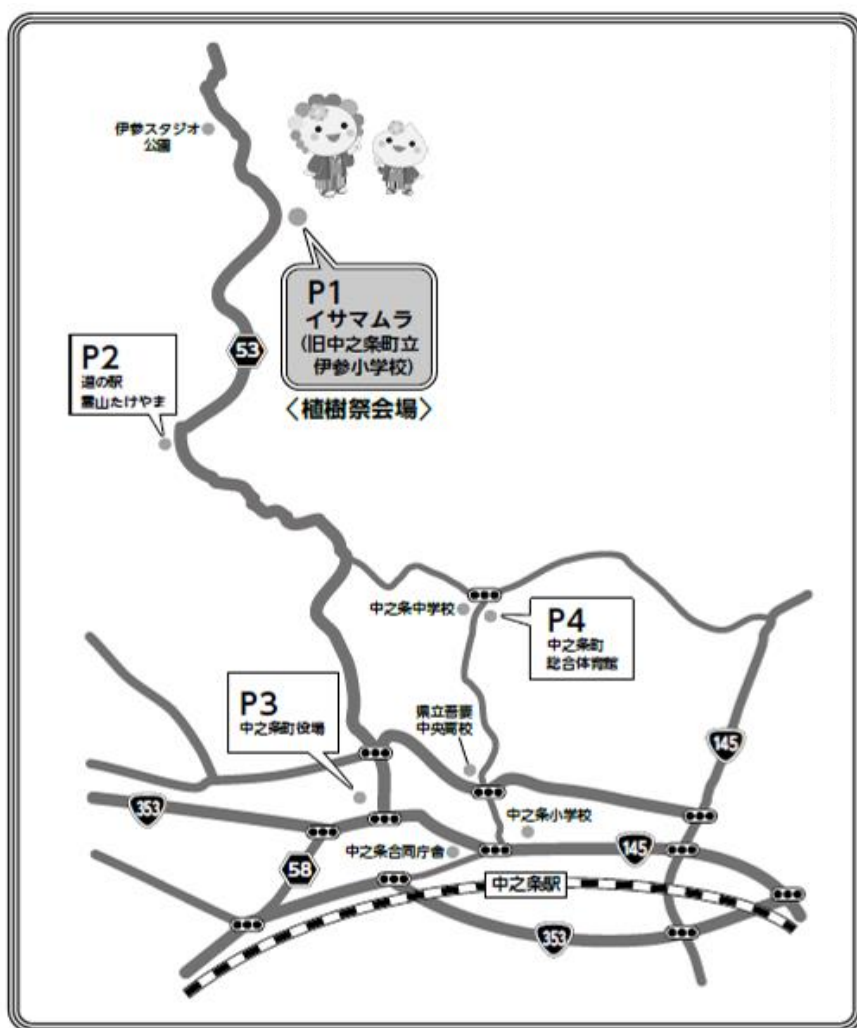 伊参スタジオ
公園
P1
イサマムラ
(旧中之条町立
伊参小学校)
〈植樹祭会場〉
53
P2
道の駅
霊山たけやま
中之条中学校
P4
中之条町
総合体育館
P3
中之条町役場
県立吾妻
中央高校
145
353
中之条小学校
145
58
中之条合同庁舎
中之条駅
353